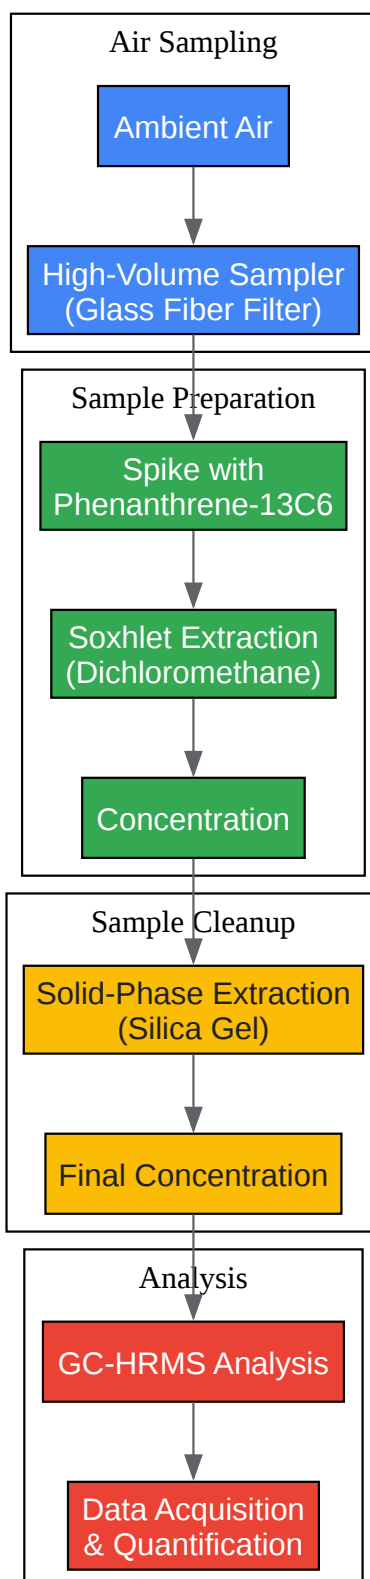 Air Sampling
Ambient Air
High-Volume Sampler
(Glass Fiber Filter)
Sample Preparation
Spike with
Phenanthrene-13C6
Soxhlet Extraction
(Dichloromethane)
Concentration
Sample Cleanup
Solid-Phase Extraction
(Silica Gel)
Final Concentration
Analysis
GC-HRMS Analysis
Data Acquisition
& Quantification